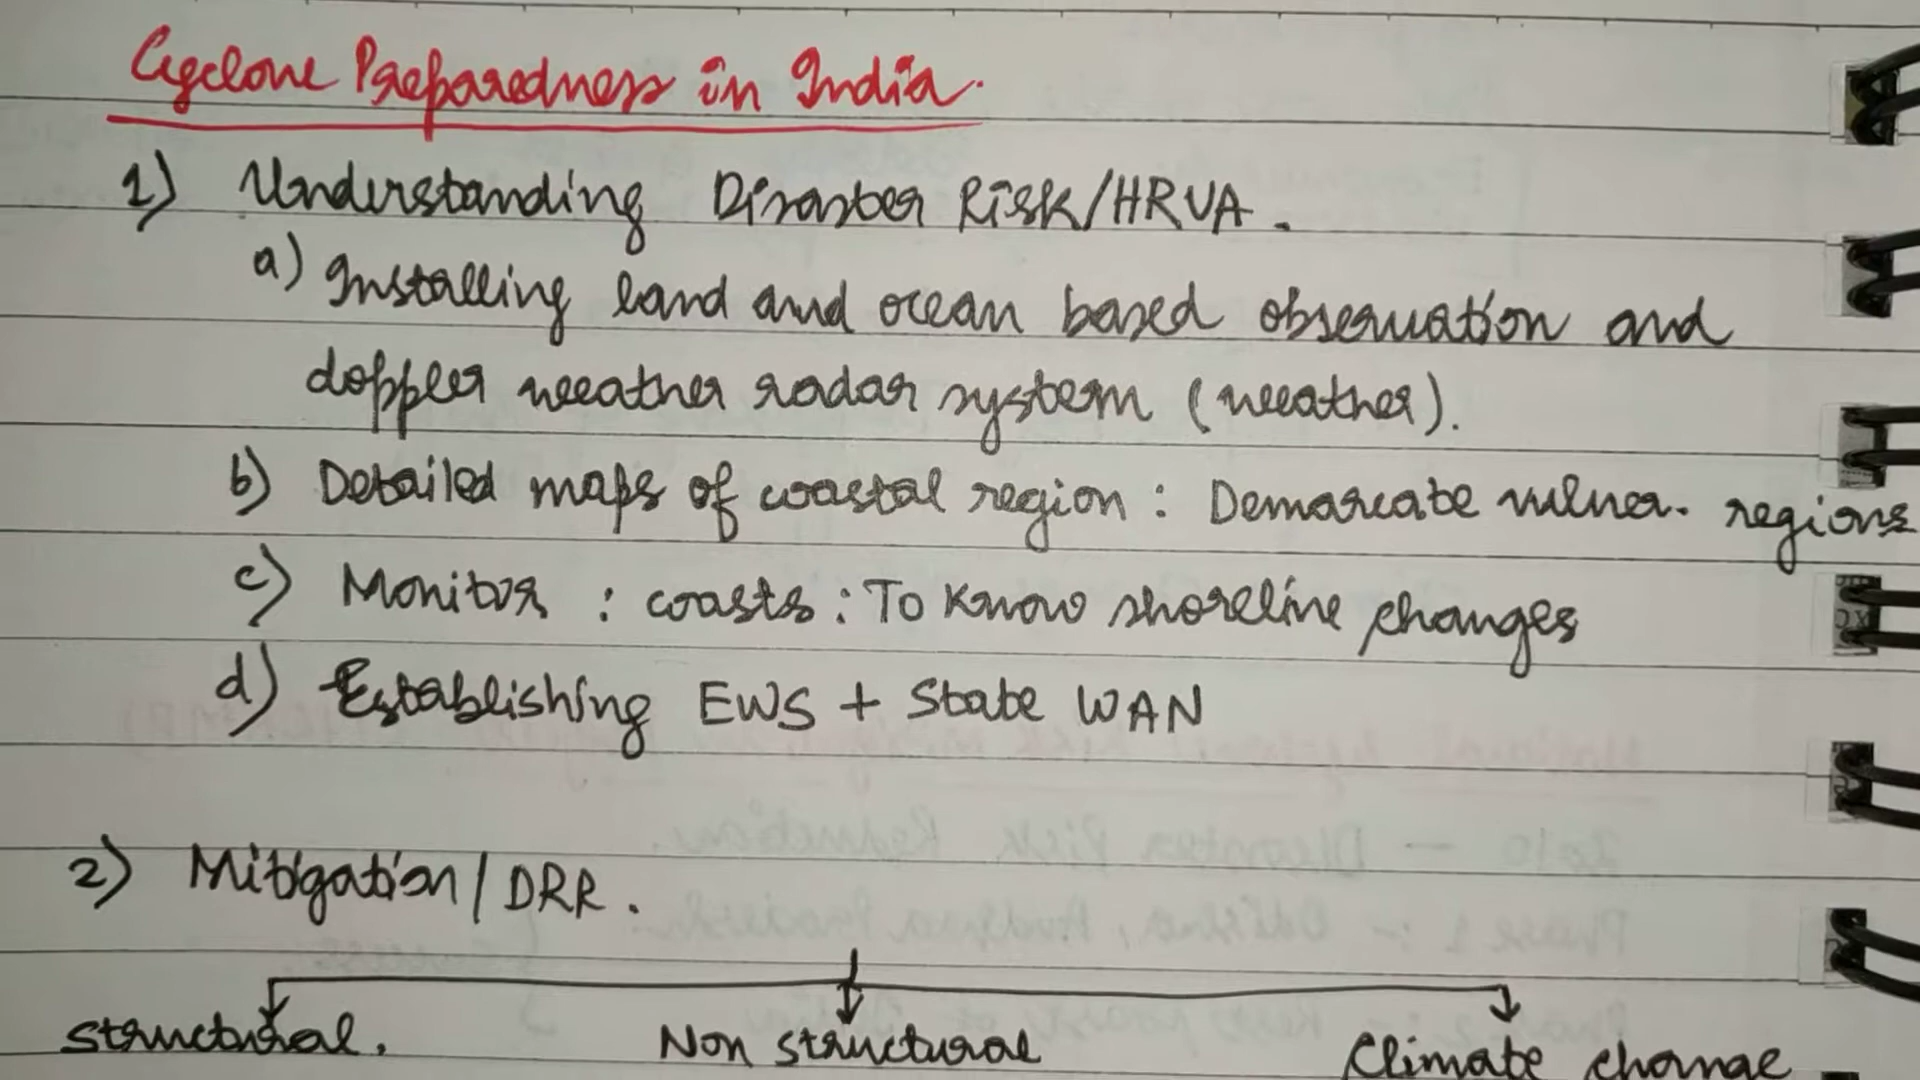 Cyclone Preparedness in India.
1) Understanding Disaster Risk/HRVA.
a) Installing land and ocean based observation and
doppler weather radar system (weather).
b) Detailed maps of coastal region : Demarcate vulner. regions
c) Monitor : coasts : To Know shoreline changes
d) Establishing EWS + State WAN
2) Mitigation/DRR.
structural. Non structural Climate change